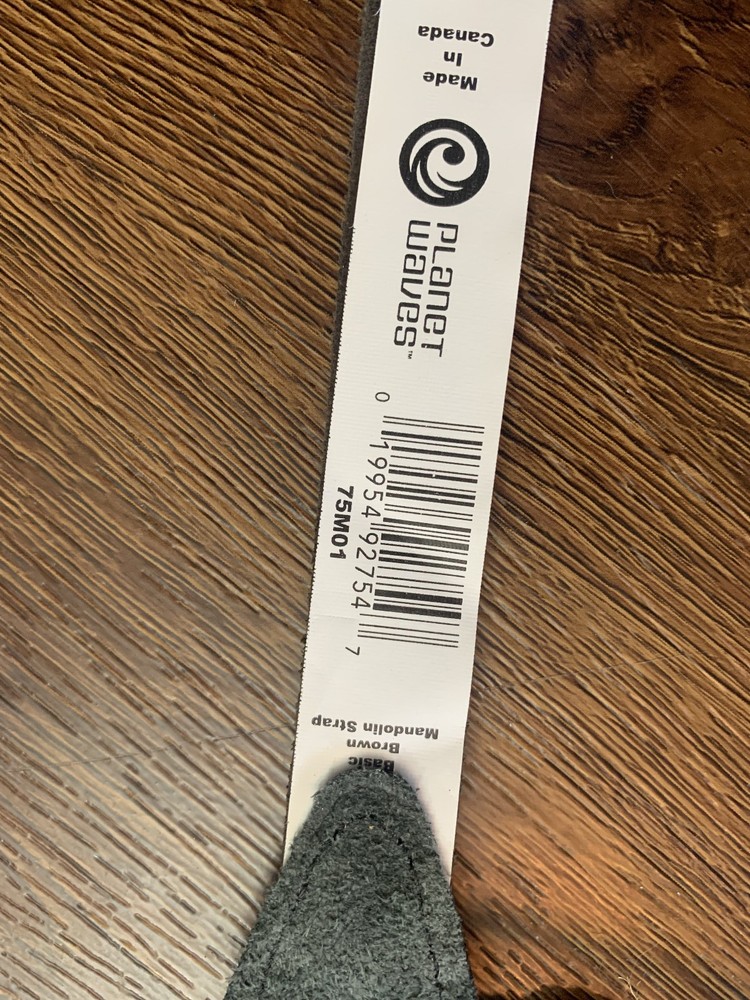 Basic
Brown
Mandolin Strap
75M01
0 19954 92754 7
PLANET
WAVES™
Made
In
Canada